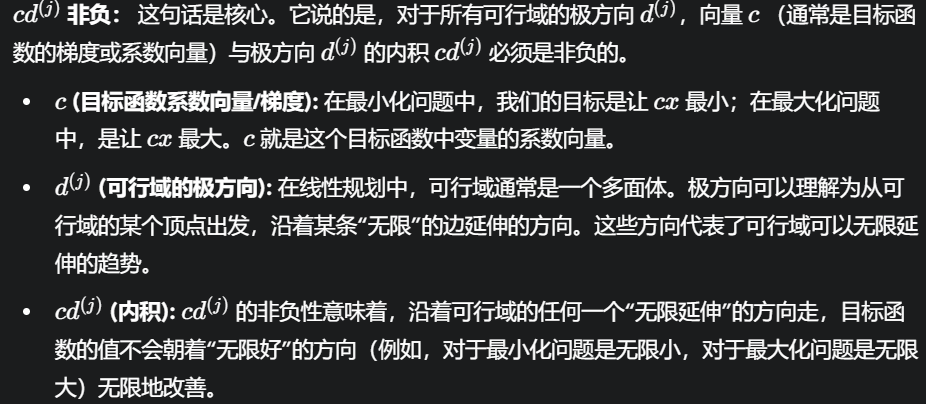 cd^(j) 非负： 这句话是核心。它说的是，对于所有可行域的极方向 d^(j)，向量 c （通常是目标函
数的梯度或系数向量）与极方向 d^(j) 的内积 cd^(j) 必须是非负的。
• c (目标函数系数向量/梯度): 在最小化问题中，我们的目标是让 cx 最小；在最大化问题
中，是让 cx 最大。c 就是这个目标函数中变量的系数向量。
• d^(j) (可行域的极方向): 在线性规划中，可行域通常是一个多面体。极方向可以理解为从可
行域的某个顶点出发，沿着某条“无限”的边延伸的方向。这些方向代表了可行域可以无限延
伸的趋势。
• cd^(j) (内积): cd^(j) 的非负性意味着，沿着可行域的任何一个“无限延伸”的方向走，目标函
数的值不会朝着“无限好”的方向（例如，对于最小化问题是无限小，对于最大化问题是无限
大）无限地改善。